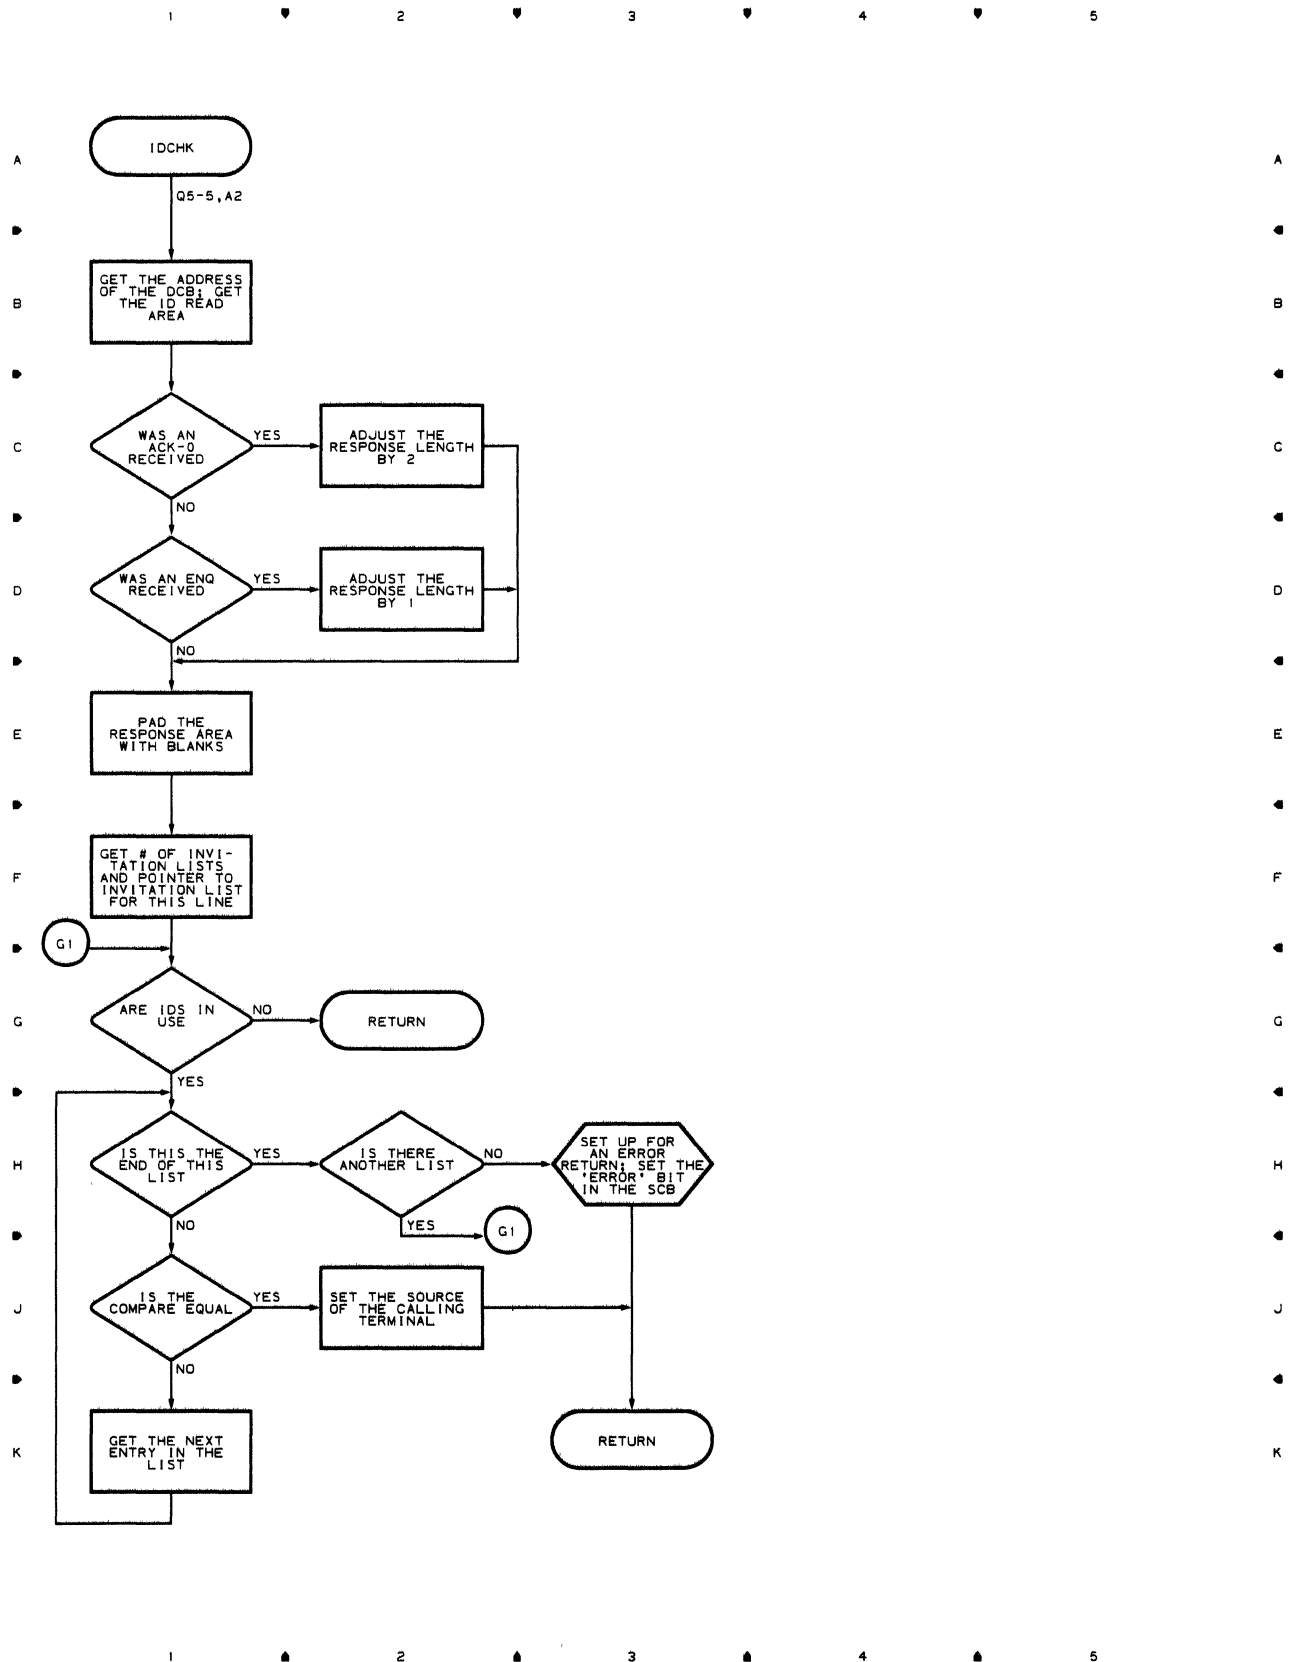 1 2 3 4 5
IDCHK
A A
Q5-5,A2
GET THE ADDRESS
OF THE DCB; GET
THE ID READ
AREA
B B
WAS AN
ACK-0
RECEIVED
YES
ADJUST THE
RESPONSE LENGTH
BY 2
C C
NO
WAS AN ENQ
RECEIVED
YES
ADJUST THE
RESPONSE LENGTH
BY 1
D D
NO
PAD THE
RESPONSE AREA
WITH BLANKS
E E
GET # OF INVI-
TATION LISTS
AND POINTER TO
INVITATION LIST
FOR THIS LINE
F F
G1
ARE IDS IN
USE
NO
RETURN
G G
YES
IS THIS THE
END OF THIS
LIST
YES
IS THERE
ANOTHER LIST
NO
SET UP FOR
AN ERROR
RETURN; SET THE
'ERROR' BIT
IN THE SCB
H H
NO
YES
G1
IS THE
COMPARE EQUAL
YES
SET THE SOURCE
OF THE CALLING
TERMINAL
J J
NO
GET THE NEXT
ENTRY IN THE
LIST
RETURN
K K
1 2 3 4 5